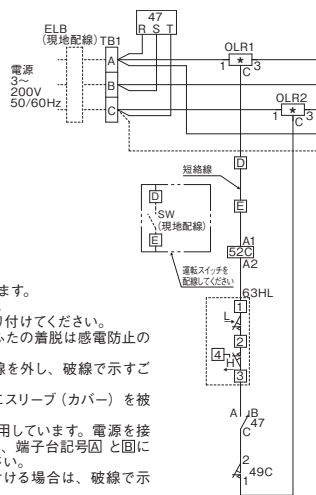 47
ELB
(現地配線)
TB1
R S T
OLR1
A
1 * 3
C
電源
3~
200V
50/60Hz
B
OLR2
C
1 * 3
C
D
短絡線
D
SW
(現地配線)
E
E
運転スイッチを
配線してください
A1
52C
A2
63HL
1
L
2
4
H
3
A B
47
C
2
49C
1
ます。
り付けてください。
ふたの着脱は感電防止の
線を外し、破線で示すご
ニスリーブ(カバー)を被
用しています。電源を接
、端子台記号A とBに
さい。
ける場合は、破線で示